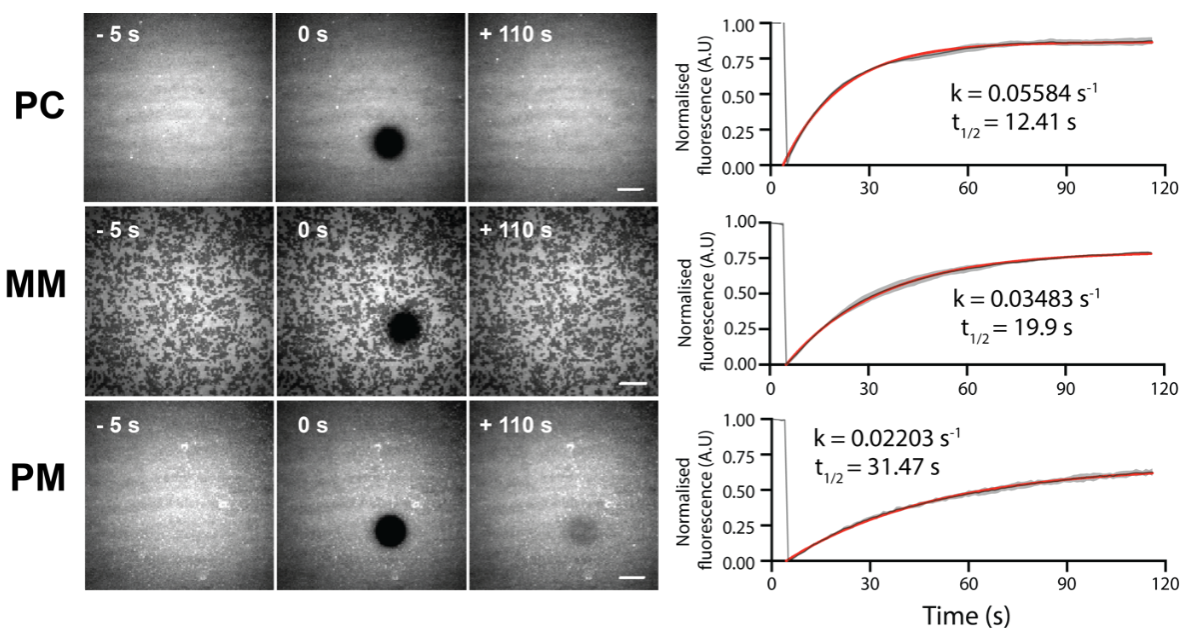 PC
- 5 s
0 s
+ 110 s
Normalised
fluorescence (A.U)
1.00
0.75
0.50
0.25
0.00
k = 0.05584 s-1
t1/2 = 12.41 s
0
30
60
90
120
MM
- 5 s
0 s
+ 110 s
Normalised
fluorescence (A.U)
1.00
0.75
0.50
0.25
0.00
k = 0.03483 s-1
t1/2 = 19.9 s
0
30
60
90
120
PM
- 5 s
0 s
+ 110 s
Normalised
fluorescence (A.U)
1.00
0.75
0.50
0.25
0.00
k = 0.02203 s-1
t1/2 = 31.47 s
0
30
60
90
120
Time (s)